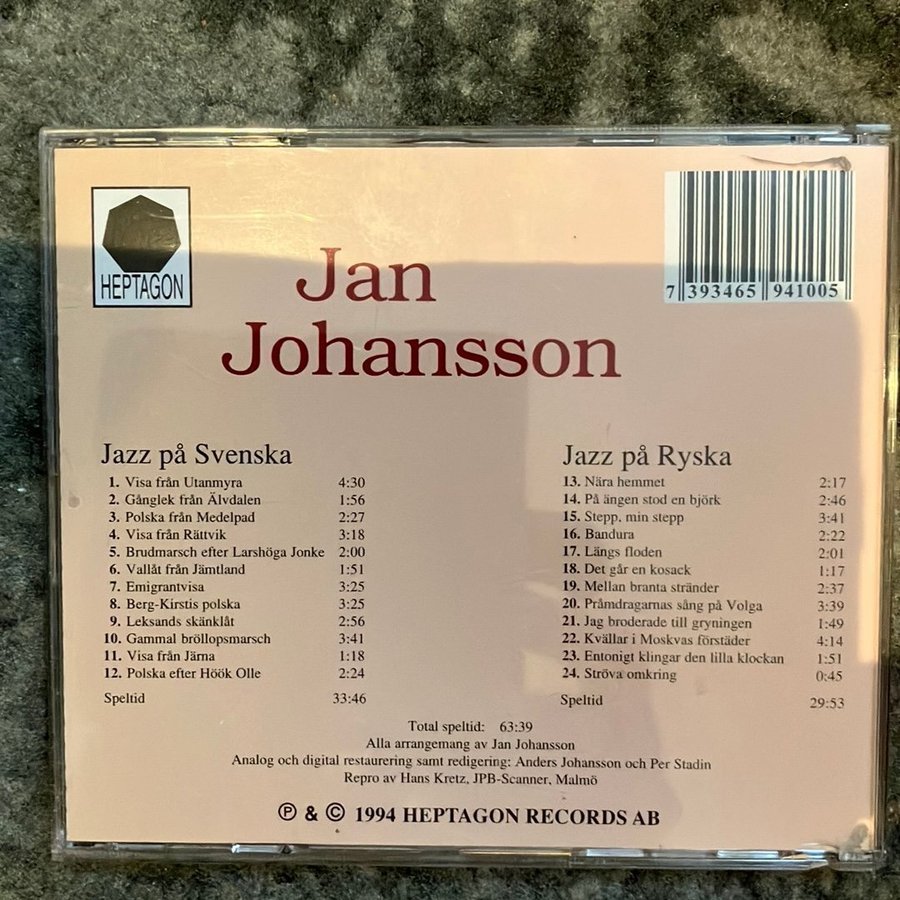 HEPTAGON
7 393465 941005
Jan
Johansson
Jazz på Svenska
1. Visa från Utanmyra 4:30
2. Gånglek från Älvdalen 1:56
3. Polska från Medelpad 2:27
4. Visa från Rättvik 3:18
5. Brudmarsch efter Larshöga Jonke 2:00
6. Vallåt från Jämtland 1:51
7. Emigrantvisa 3:25
8. Berg-Kirstis polska 3:25
9. Leksands skänklåt 2:56
10. Gammal bröllopsmarsch 3:41
11. Visa från Järna 1:18
12. Polska efter Höök Olle 2:24
Speltid 33:46
Jazz på Ryska
13. Nära hemmet 2:17
14. På ängen stod en björk 2:46
15. Stepp, min stepp 3:41
16. Bandura 2:22
17. Längs floden 2:01
18. Det går en kosack 1:17
19. Mellan branta stränder 2:37
20. Pråmdragarnas sång på Volga 3:39
21. Jag broderade till gryningen 1:49
22. Kvällar i Moskvas förstäder 4:14
23. Entonigt klingar den lilla klockan 1:51
24. Ströva omkring 0:45
Speltid 29:53
Total speltid: 63:39
Alla arrangemang av Jan Johansson
Analog och digital restaurering samt redigering: Anders Johansson och Per Stadin
Repro av Hans Kretz, JPB-Scanner, Malmö
℗ & © 1994 HEPTAGON RECORDS AB